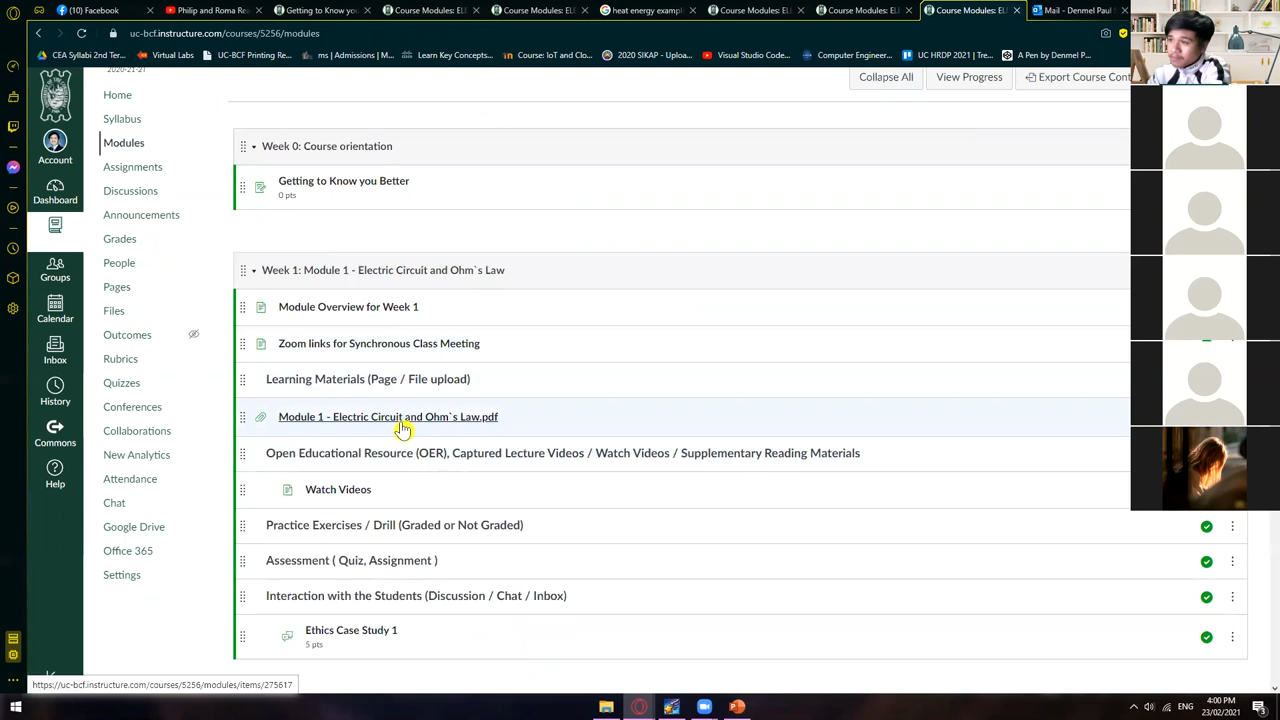 (1) Facebook
Philip and Roma Rea
Getting to Know you
Course Modules: ELE
Course Modules: ELE
heat energy example
Course Modules: ELE
Course Modules: ELE
Course Modules: ELE
Mail - Denmel Paul S
uc-bcf.instructure.com/courses/5256/modules
CEA Syllabi 2nd Ter...
Virtual Labs
UC-BCF Printing Re...
ms | Admissions | M...
Learn Key Concepts...
Course: IoT and Clo...
2020 SIKAP - Uploa...
Visual Studio Code...
Computer Engineer...
UC HRDP 2021 | Tre...
A Pen by Denmel P...
Account
Dashboard
Groups
Calendar
Inbox
History
Commons
Help
Home
Syllabus
Modules
Assignments
Discussions
Announcements
Grades
People
Pages
Files
Outcomes
Rubrics
Quizzes
Conferences
Collaborations
New Analytics
Attendance
Chat
Google Drive
Office 365
Settings
Collapse All
View Progress
Export Course Cont
Week 0: Course orientation
Getting to Know you Better
0 pts
Week 1: Module 1 - Electric Circuit and Ohm`s Law
Module Overview for Week 1
Zoom links for Synchronous Class Meeting
Learning Materials (Page / File upload)
Module 1 - Electric Circuit and Ohm`s Law.pdf
Open Educational Resource (OER), Captured Lecture Videos / Watch Videos / Supplementary Reading Materials
Watch Videos
Practice Exercises / Drill (Graded or Not Graded)
Assessment ( Quiz, Assignment )
Interaction with the Students (Discussion / Chat / Inbox)
Ethics Case Study 1
5 pts
https://uc-bcf.instructure.com/courses/5256/modules/items/275617
ENG
4:00 PM
23/02/2021